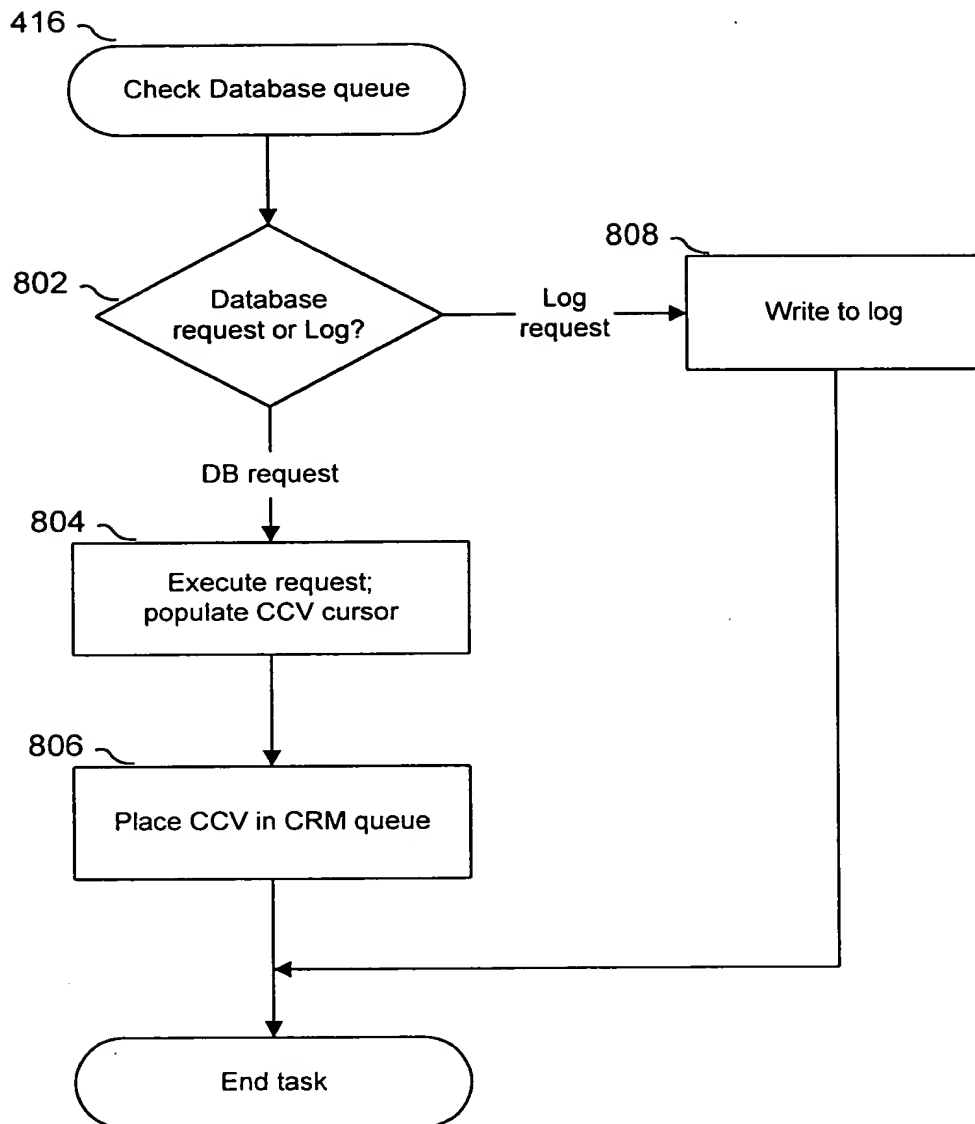 416
Check Database queue
802
Database
request or Log?
Log
request
808
Write to log
DB request
804
Execute request;
populate CCV cursor
806
Place CCV in CRM queue
End task